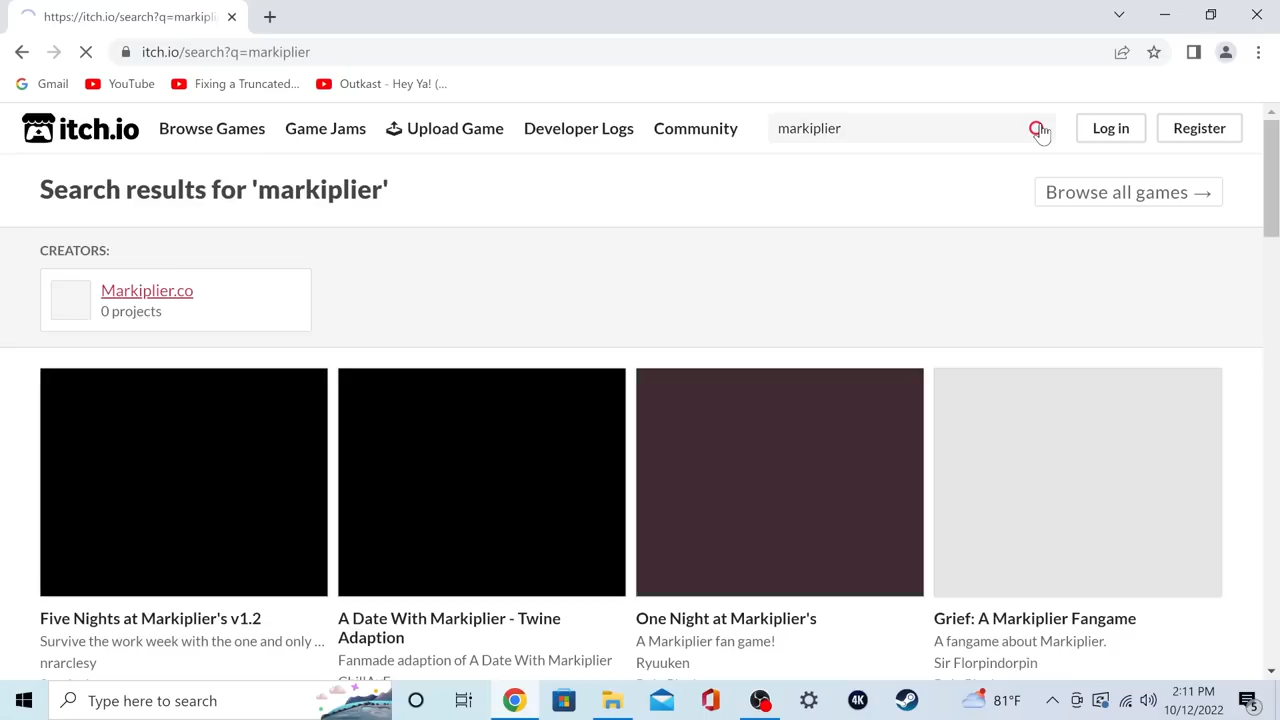 https://itch.io/search?q=markipli
itch.io/search?q=markiplier
Gmail
YouTube
Fixing a Truncated...
Outkast - Hey Ya! (...
itch.io
Browse Games
Game Jams
Upload Game
Developer Logs
Community
markiplier
Log in
Register
Search results for 'markiplier'
Browse all games →
CREATORS:
Markiplier.co
0 projects
Five Nights at Markiplier's v1.2
Survive the work week with the one and only ...
nrarclesy
A Date With Markiplier - Twine
Adaption
Fanmade adaption of A Date With Markiplier
One Night at Markiplier's
A Markiplier fan game!
Ryuuken
Grief: A Markiplier Fangame
A fangame about Markiplier.
Sir Florpindorpin
Type here to search
4K
81°F
2:11 PM
10/12/2022
5